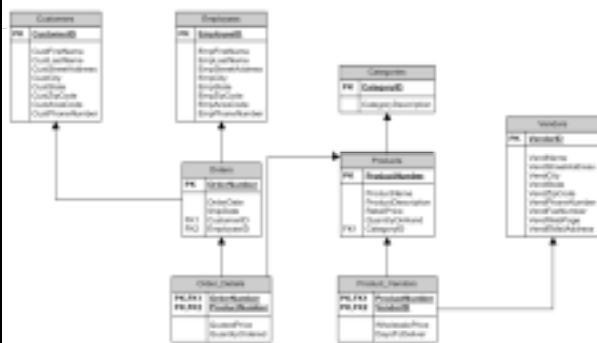 Customers
PK CustomerID
CustFirstName
CustLastName
CustStreetAddress
CustCity
CustState
CustZipCode
CustAreaCode
CustPhoneNumber
Employees
PK EmployeeID
EmpFirstName
EmpLastName
EmpStreetAddress
EmpCity
EmpState
EmpZipCode
EmpAreaCode
EmpPhoneNumber
Categories
PK CategoryID
CategoryDescription
Vendors
PK VendorID
VendName
VendStreetAddress
VendCity
VendState
VendZipCode
VendPhoneNumber
VendFaxNumber
VendWebPage
VendEMailAddress
Orders
PK OrderNumber
OrderDate
ShipDate
FK1 CustomerID
FK2 EmployeeID
Products
PK ProductNumber
ProductName
ProductDescription
RetailPrice
QuantityOnHand
FK1 CategoryID
Order_Details
PK,FK1 OrderNumber
PK,FK2 ProductNumber
QuotedPrice
QuantityOrdered
Product_Vendors
PK,FK1 ProductNumber
PK,FK2 VendorID
WholesalePrice
DaysToDeliver